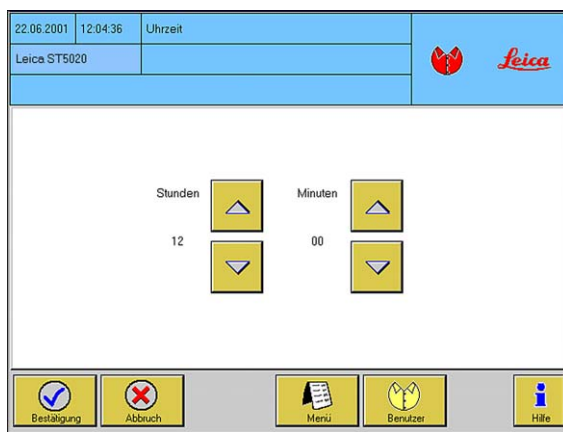 22.06.2001 12:04:36 Uhrzeit
Leica ST5020
Leica
Stunden Minuten
12 00
Bestätigung Abbruch Menü Benutzer Hilfe